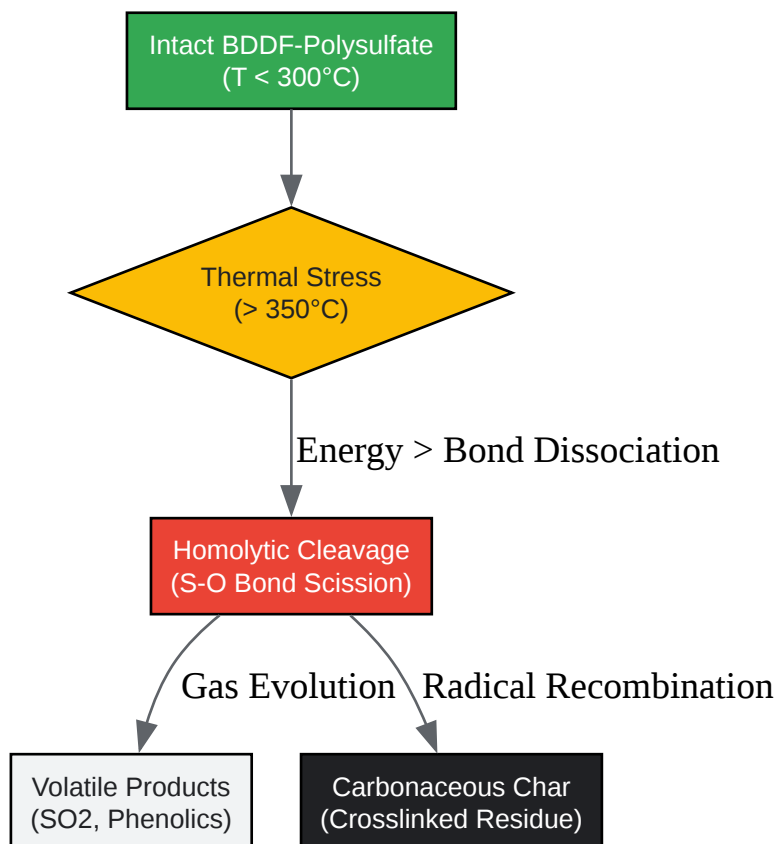 Intact BDDF-Polysulfate
(T < 300°C)
Thermal Stress
(> 350°C)
Energy > Bond Dissociation
Homolytic Cleavage
(S-O Bond Scission)
Gas Evolution
Radical Recombination
Volatile Products
(SO2, Phenolics)
Carbonaceous Char
(Crosslinked Residue)